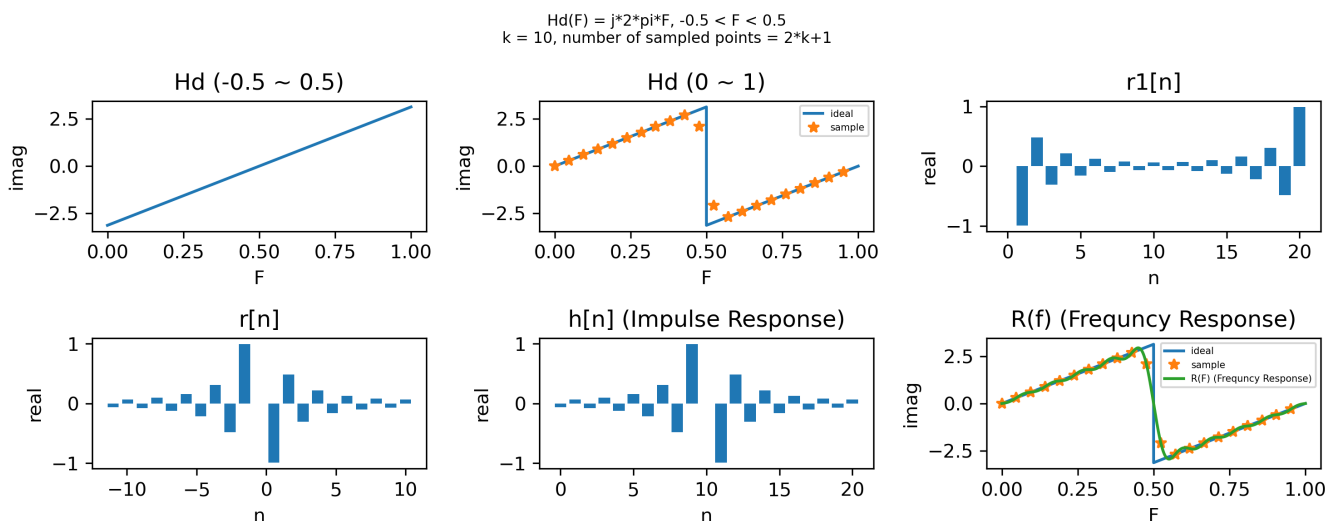 Hd(F) = j*2*pi*F, -0.5 < F < 0.5
k = 10, number of sampled points = 2*k+1
Hd (-0.5 ~ 0.5)
2.5
0.0
−2.5
imag
0.00
0.25
0.50
0.75
1.00
F
Hd (0 ~ 1)
2.5
0.0
−2.5
imag
ideal
sample
0.00
0.25
0.50
0.75
1.00
F
r1[n]
1
0
−1
real
0
5
10
15
20
n
r[n]
1
0
−1
real
−10
−5
0
5
10
n
h[n] (Impulse Response)
1
0
−1
real
0
5
10
15
20
n
R(f) (Frequncy Response)
2.5
0.0
−2.5
imag
ideal
sample
R(F) (Frequncy Response)
0.00
0.25
0.50
0.75
1.00
F